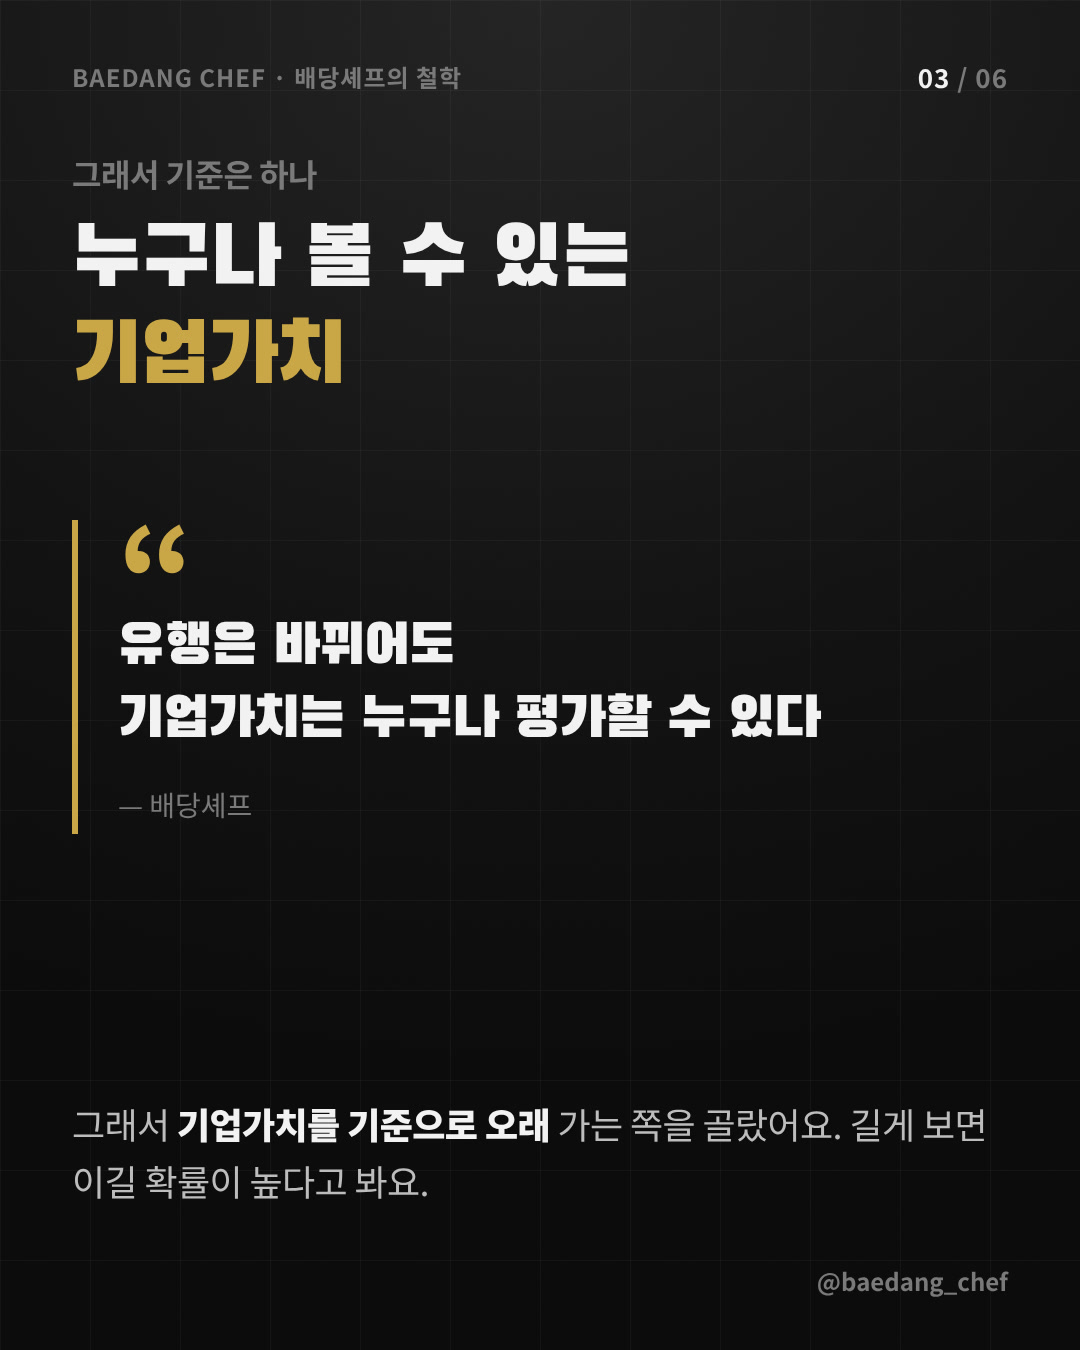 BAEDANG CHEF · 배당셰프의 철학
03 / 06
그래서 기준은 하나
누구나 볼 수 있는
기업가치
“
유행은 바뀌어도
기업가치는 누구나 평가할 수 있다
— 배당셰프
그래서 기업가치를 기준으로 오래 가는 쪽을 골랐어요. 길게 보면
이길 확률이 높다고 봐요.
@baedang_chef